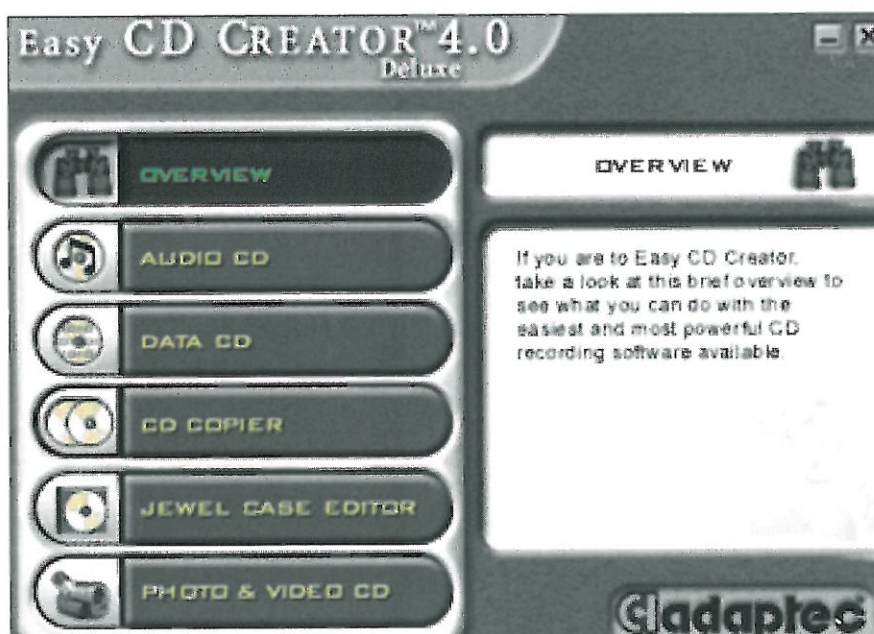 Easy CD CREATOR™ 4.0
Deluxe
OVERVIEW
AUDIO CD
DATA CD
CD COPIER
JEWEL CASE EDITOR
PHOTO & VIDEO CD
OVERVIEW
If you are to Easy CD Creator,
take a look at this brief overview to
see what you can do with the
easiest and most powerful CD
recording software available.
adaptec